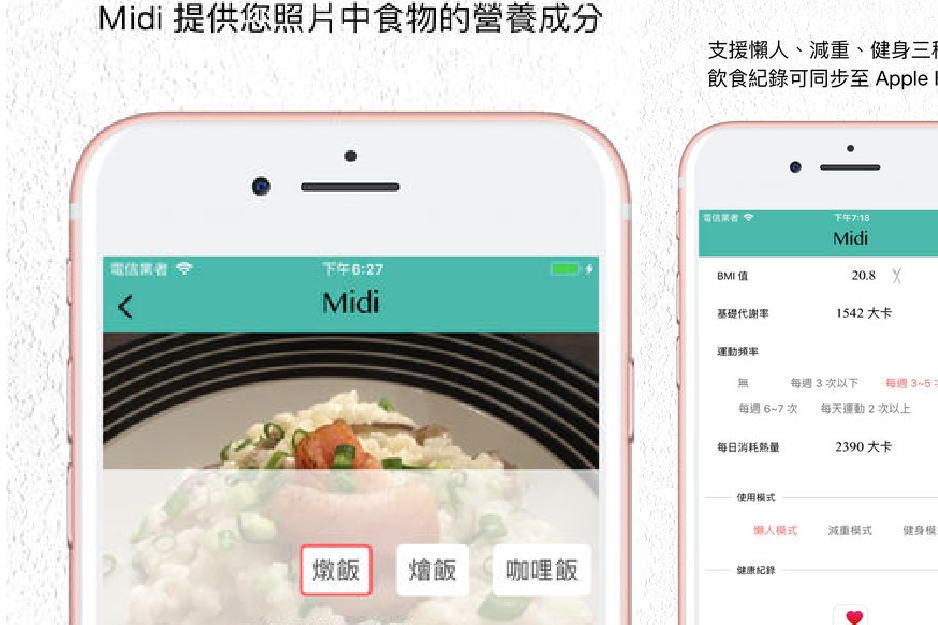 Midi 提供您照片中食物的營養成分
電信業者
下午6:27
Midi
燉飯
燴飯
咖哩飯
支援懶人、減重、健身三
飲食紀錄可同步至 Apple
電信業者
下午7:18
Midi
BMI 值 20.8
基礎代謝率 1542 大卡
運動頻率
無 每週 3 次以下 每週 3~5
每週 6~7 次 每天運動 2 次以上
每日消耗熱量 2390 大卡
使用模式
懶人模式 減重模式 健身模
健康紀錄